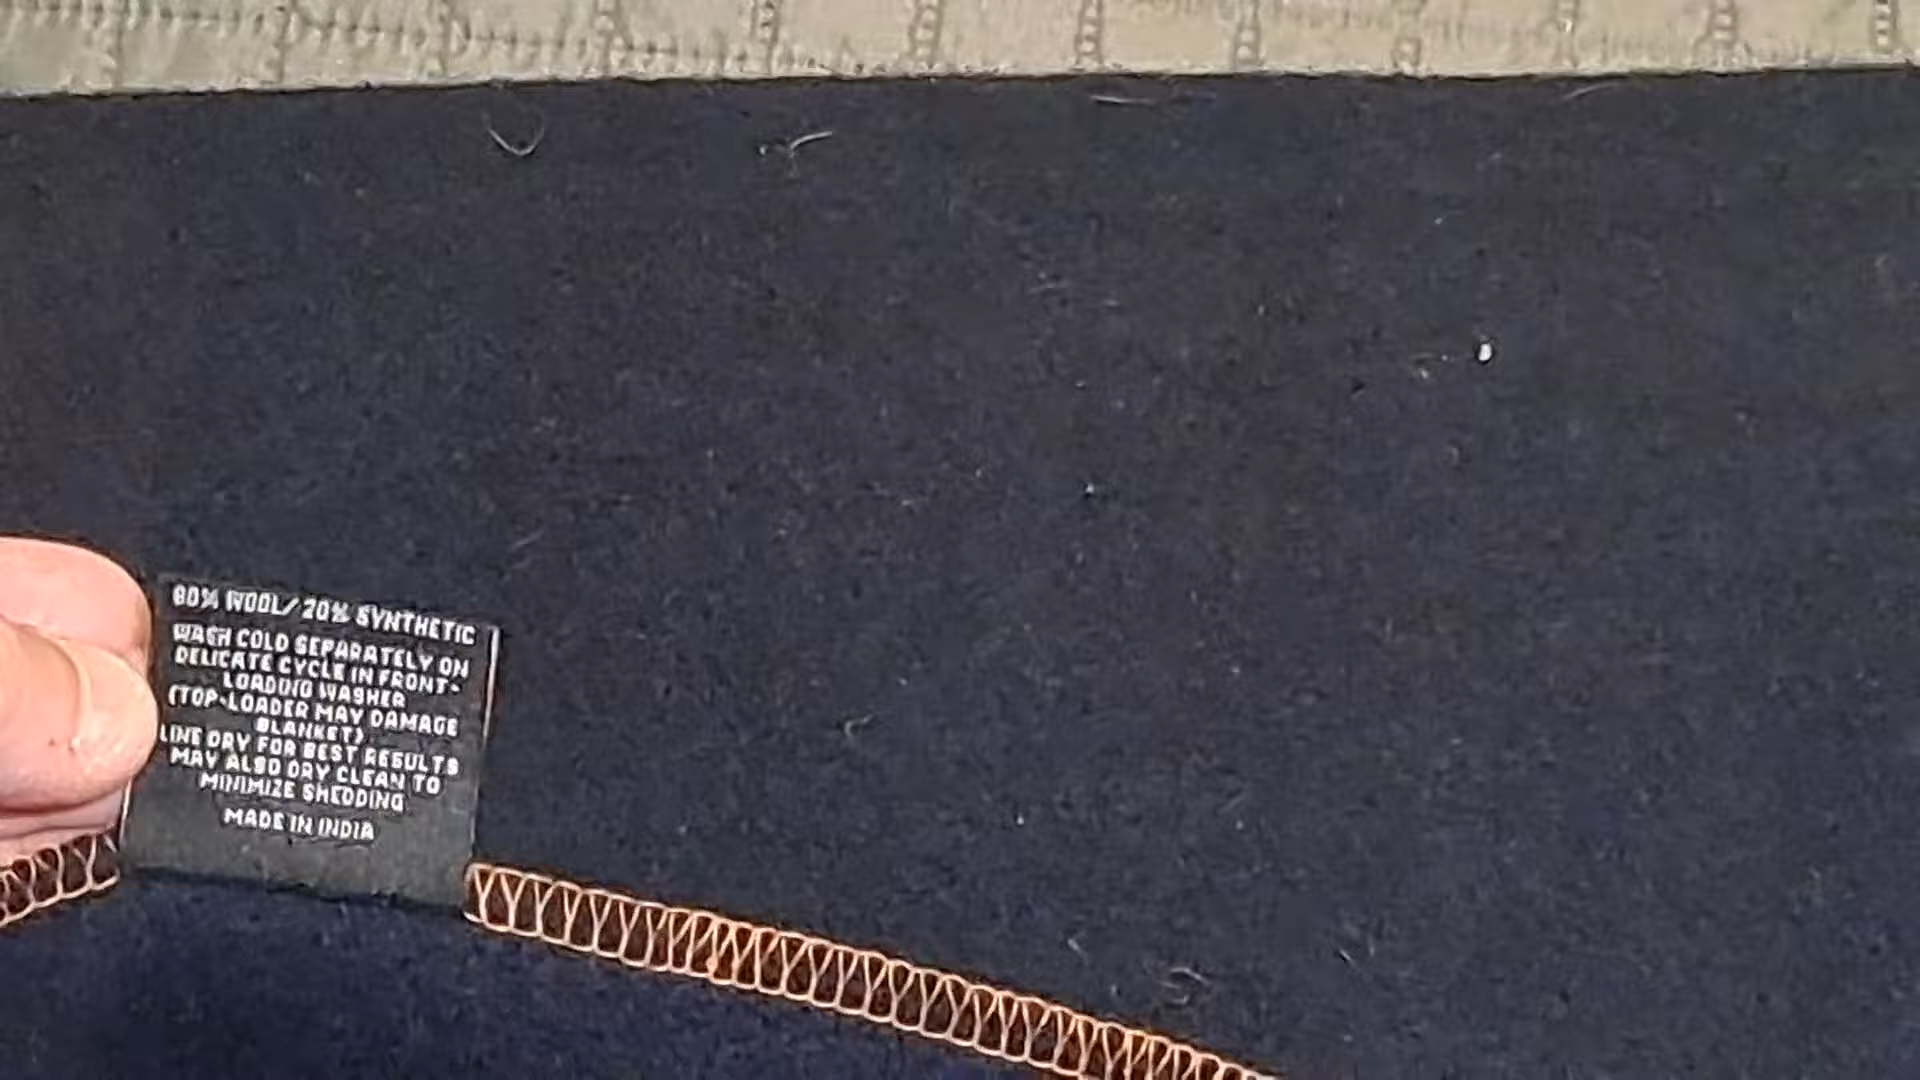 80% WOOL/20% SYNTHETIC
WASH COLD SEPARATELY ON
DELICATE CYCLE IN FRONT-
LOADING WASHER
(TOP-LOADER MAY DAMAGE
BLANKET)
LINE DRY FOR BEST RESULTS
MAY ALSO DRY CLEAN TO
MINIMIZE SHEDDING
MADE IN INDIA